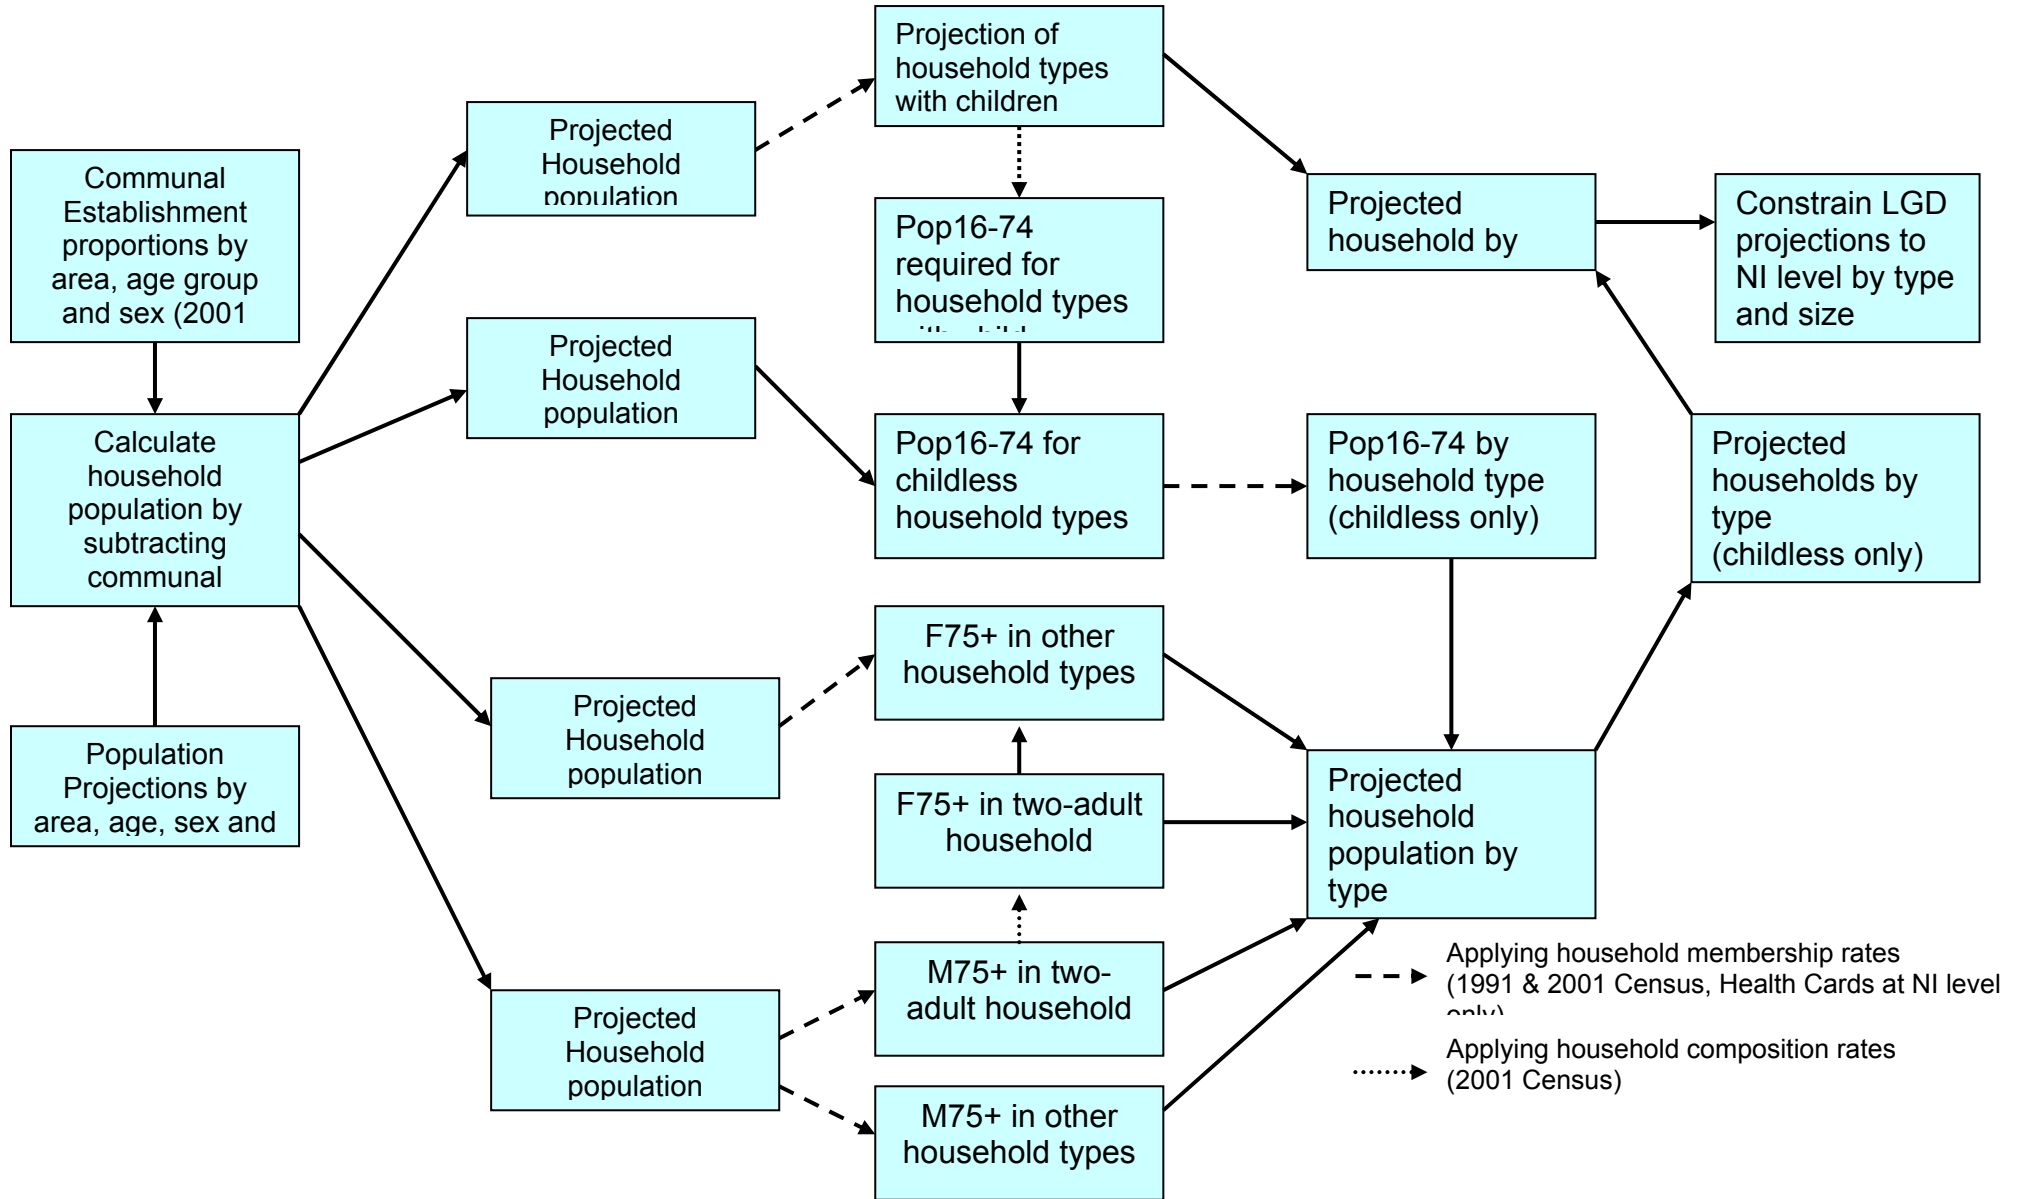 Communal
Establishment
proportions by
area, age group
and sex (2001
Calculate
household
population by
subtracting
communal
Population
Projections by
area, age, sex and
Projected
Household
population
Projected
Household
population
Projected
Household
population
Projected
Household
population
Projection of
household types
with children
Pop16-74
required for
household types
Pop16-74 for
childless
household types
F75+ in other
household types
F75+ in two-adult
household
M75+ in two-
adult household
M75+ in other
household types
Projected
household by
Pop16-74 by
household type
(childless only)
Projected
household
population by
type
Constrain LGD
projections to
NI level by type
and size
Projected
households by
type
(childless only)
Applying household membership rates
(1991 & 2001 Census, Health Cards at NI level
only)
Applying household composition rates
(2001 Census)